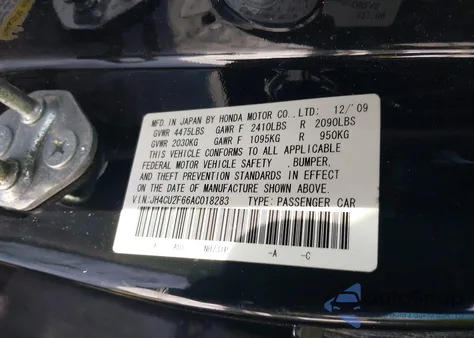 MFD. IN JAPAN BY HONDA MOTOR CO., LTD: 12/'09
GVWR 4475LBS GAWR F 2410LBS R 2090LBS
GVWR 2030KG GAWR F 1095KG R 950KG
THIS VEHICLE CONFORMS TO ALL APPLICABLE
FEDERAL MOTOR VEHICLE SAFETY , BUMPER,
AND THEFT PREVENTION STANDARDS IN EFFECT
ON THE DATE OF MANUFACTURE SHOWN ABOVE.
V.I.N:JH4CU2F66AC018283 TYPE: PASSENGER CAR
-A -C
AutoSnap